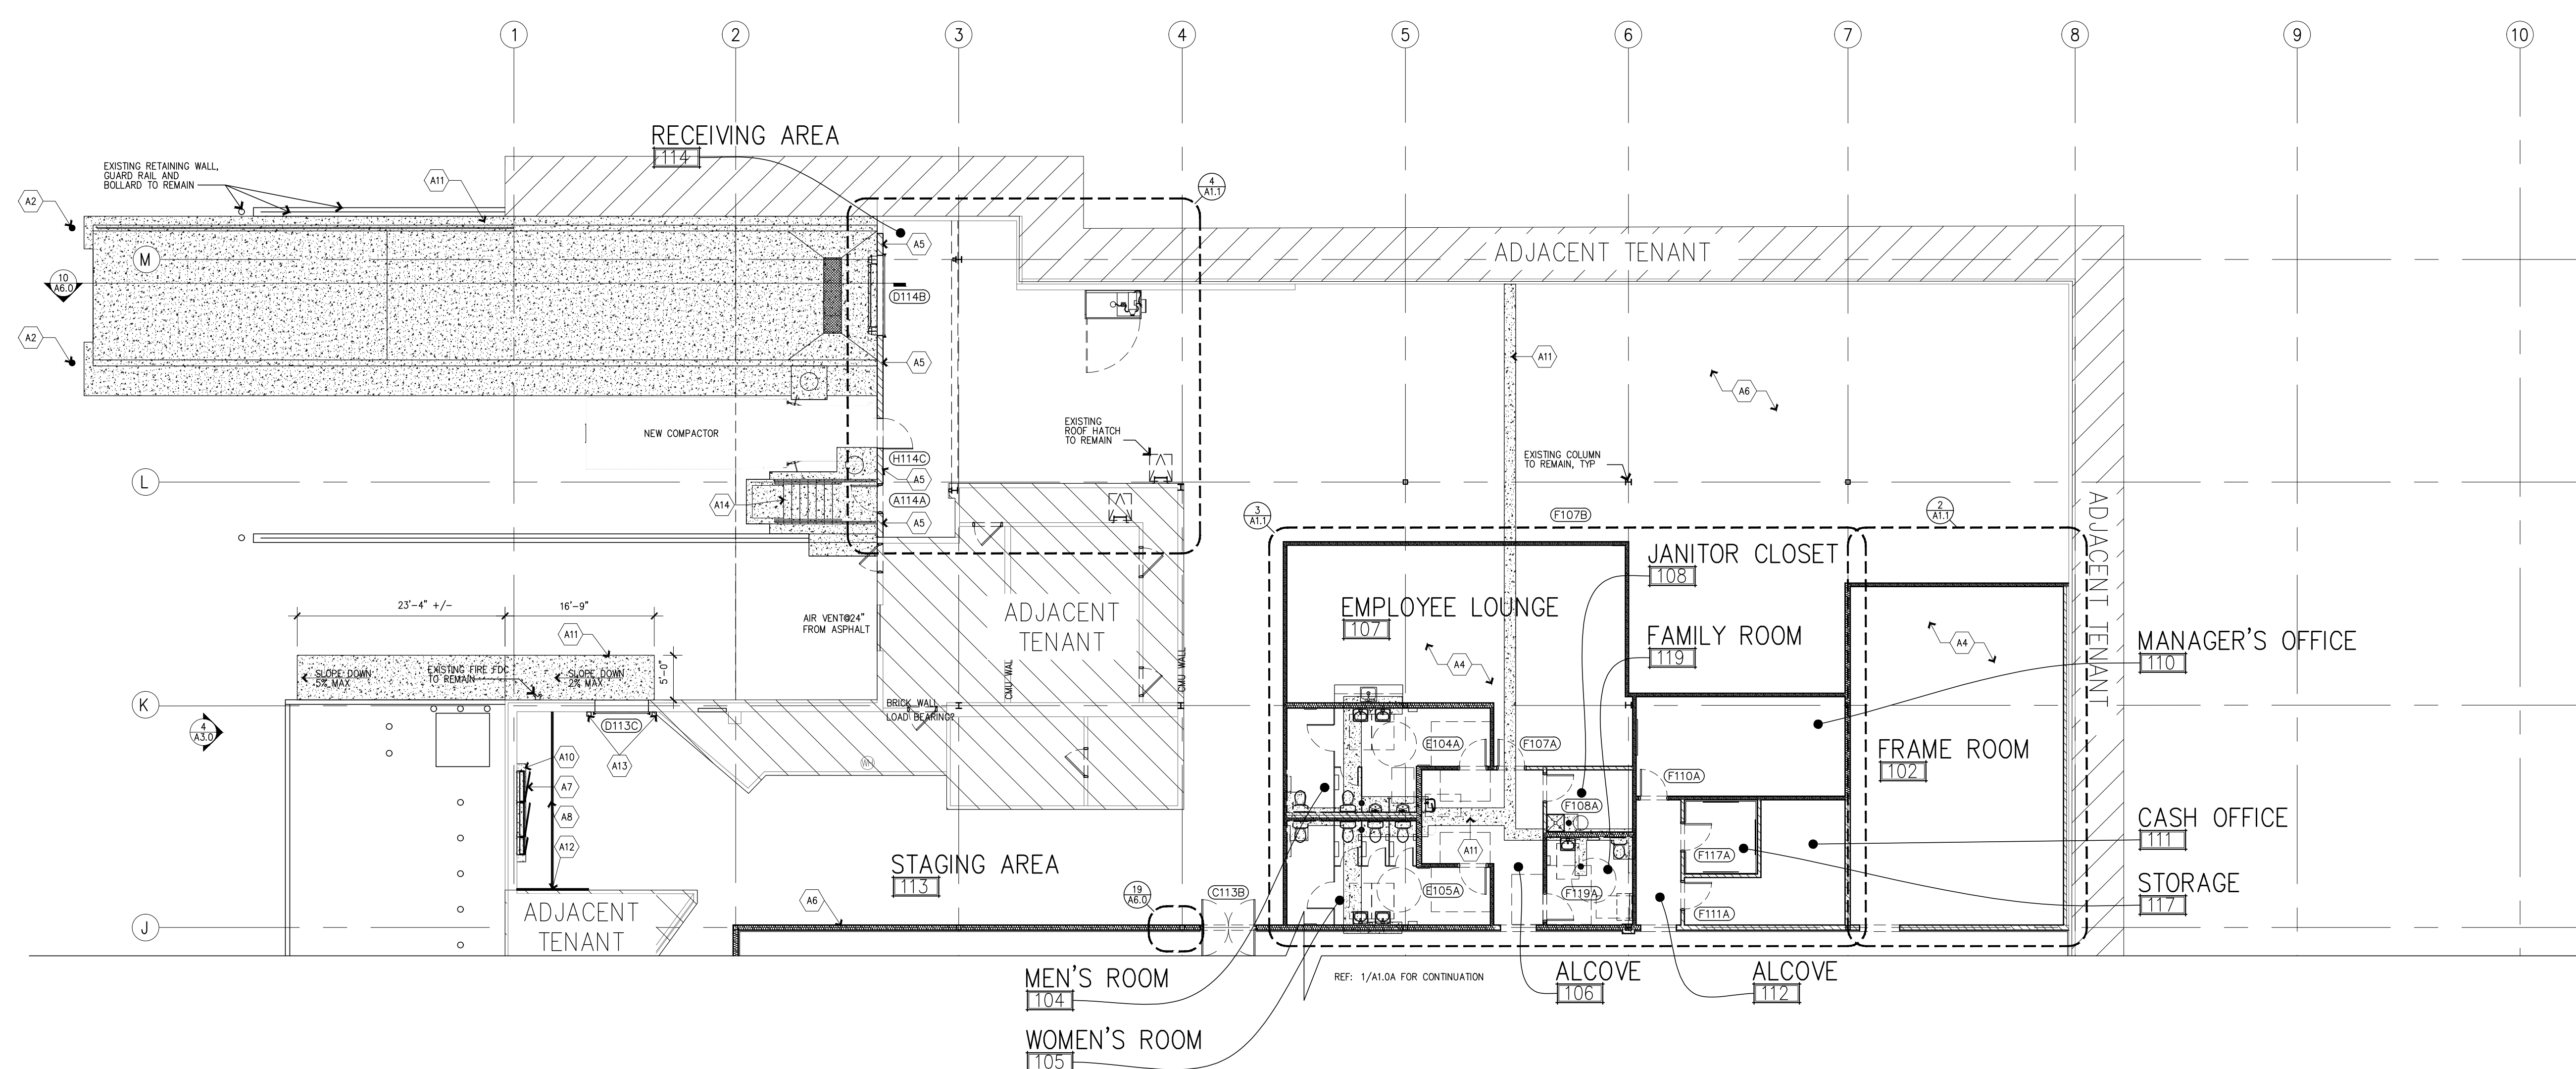 1
2
3
4
5
6
7
8
9
10
RECEIVING AREA
114
EXISTING RETAINING WALL,
GUARD RAIL AND
BOLLARD TO REMAIN
A11
A2
4
A1.1
A5
ADJACENT TENANT
M
10
A6.0
D114B
A2
A5
A11
A6
NEW COMPACTOR
EXISTING
ROOF HATCH
TO REMAIN
H114C
EXISTING COLUMN
TO REMAIN, TYP
A5
L
A14
A114A
A5
3
A1.1
F107B
2
A1.1
ADJACENT TENANT
JANITOR CLOSET
108
23'-4" +/-
16'-9"
EMPLOYEE LOUNGE
107
ADJACENT
TENANT
AIR VENT@24"
FROM ASPHALT
A11
FAMILY ROOM
119
MANAGER'S OFFICE
110
A4
A4
CMU WAL
CMU WALL
5'-0"
SLOPE DOWN
5% MAX
EXISTING FIRE FDC
TO REMAIN
SLOPE DOWN
2% MAX
K
BRICK WALL
LOAD BEARING?
4
A3.0
D113C
E104A
F107A
FRAME ROOM
102
A10
A13
WH
F110A
A7
A8
F108A
CASH OFFICE
111
A12
A11
F117A
STAGING AREA
113
STORAGE
117
19
A6.0
C113B
E105A
F119A
F111A
A6
ADJACENT
TENANT
J
MEN'S ROOM
104
REF: 1/A1.0A FOR CONTINUATION
ALCOVE
106
ALCOVE
112
WOMEN'S ROOM
105